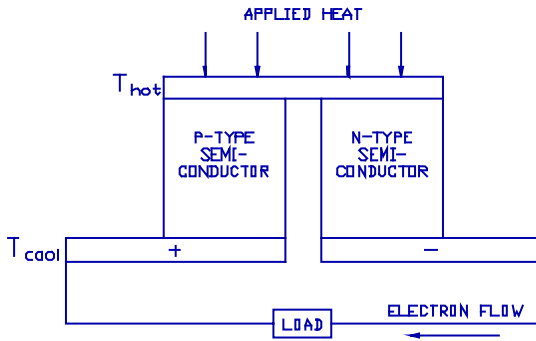 APPLIED HEAT
T hot
P-TYPE
SEMI-
CONDUCTOR
N-TYPE
SEMI-
CONDUCTOR
T cool
+
-
ELECTRON FLOW
LOAD